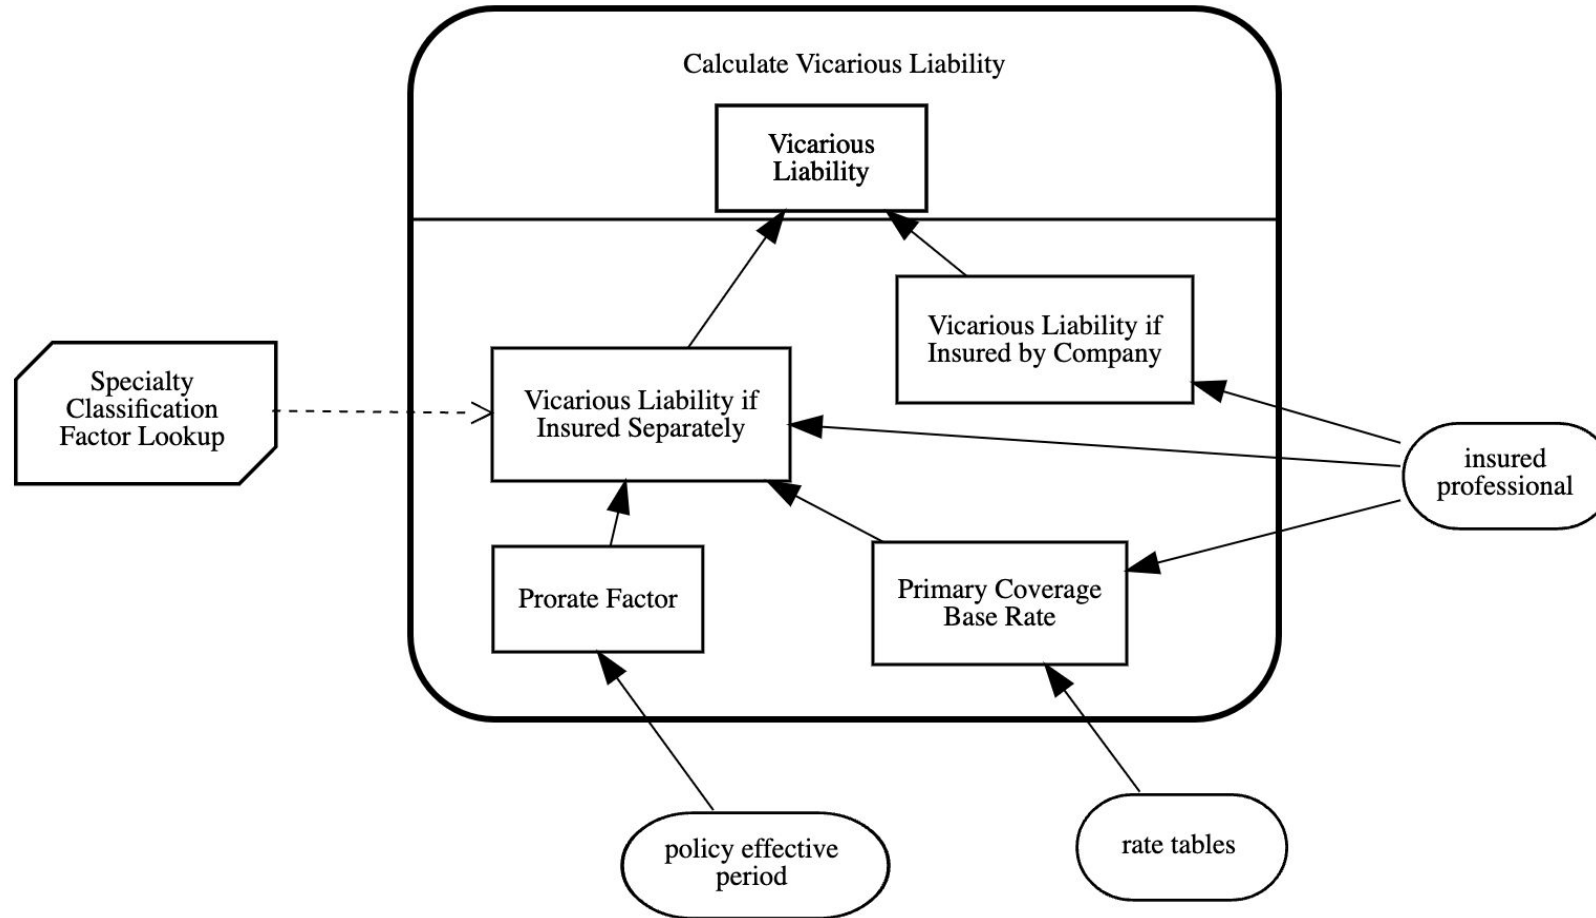 Calculate Vicarious Liability
Vicarious
Liability
Vicarious Liability if
Insured by Company
Specialty
Classification
Factor Lookup
Vicarious Liability if
Insured Separately
insured
professional
Prorate Factor
Primary Coverage
Base Rate
policy effective
period
rate tables